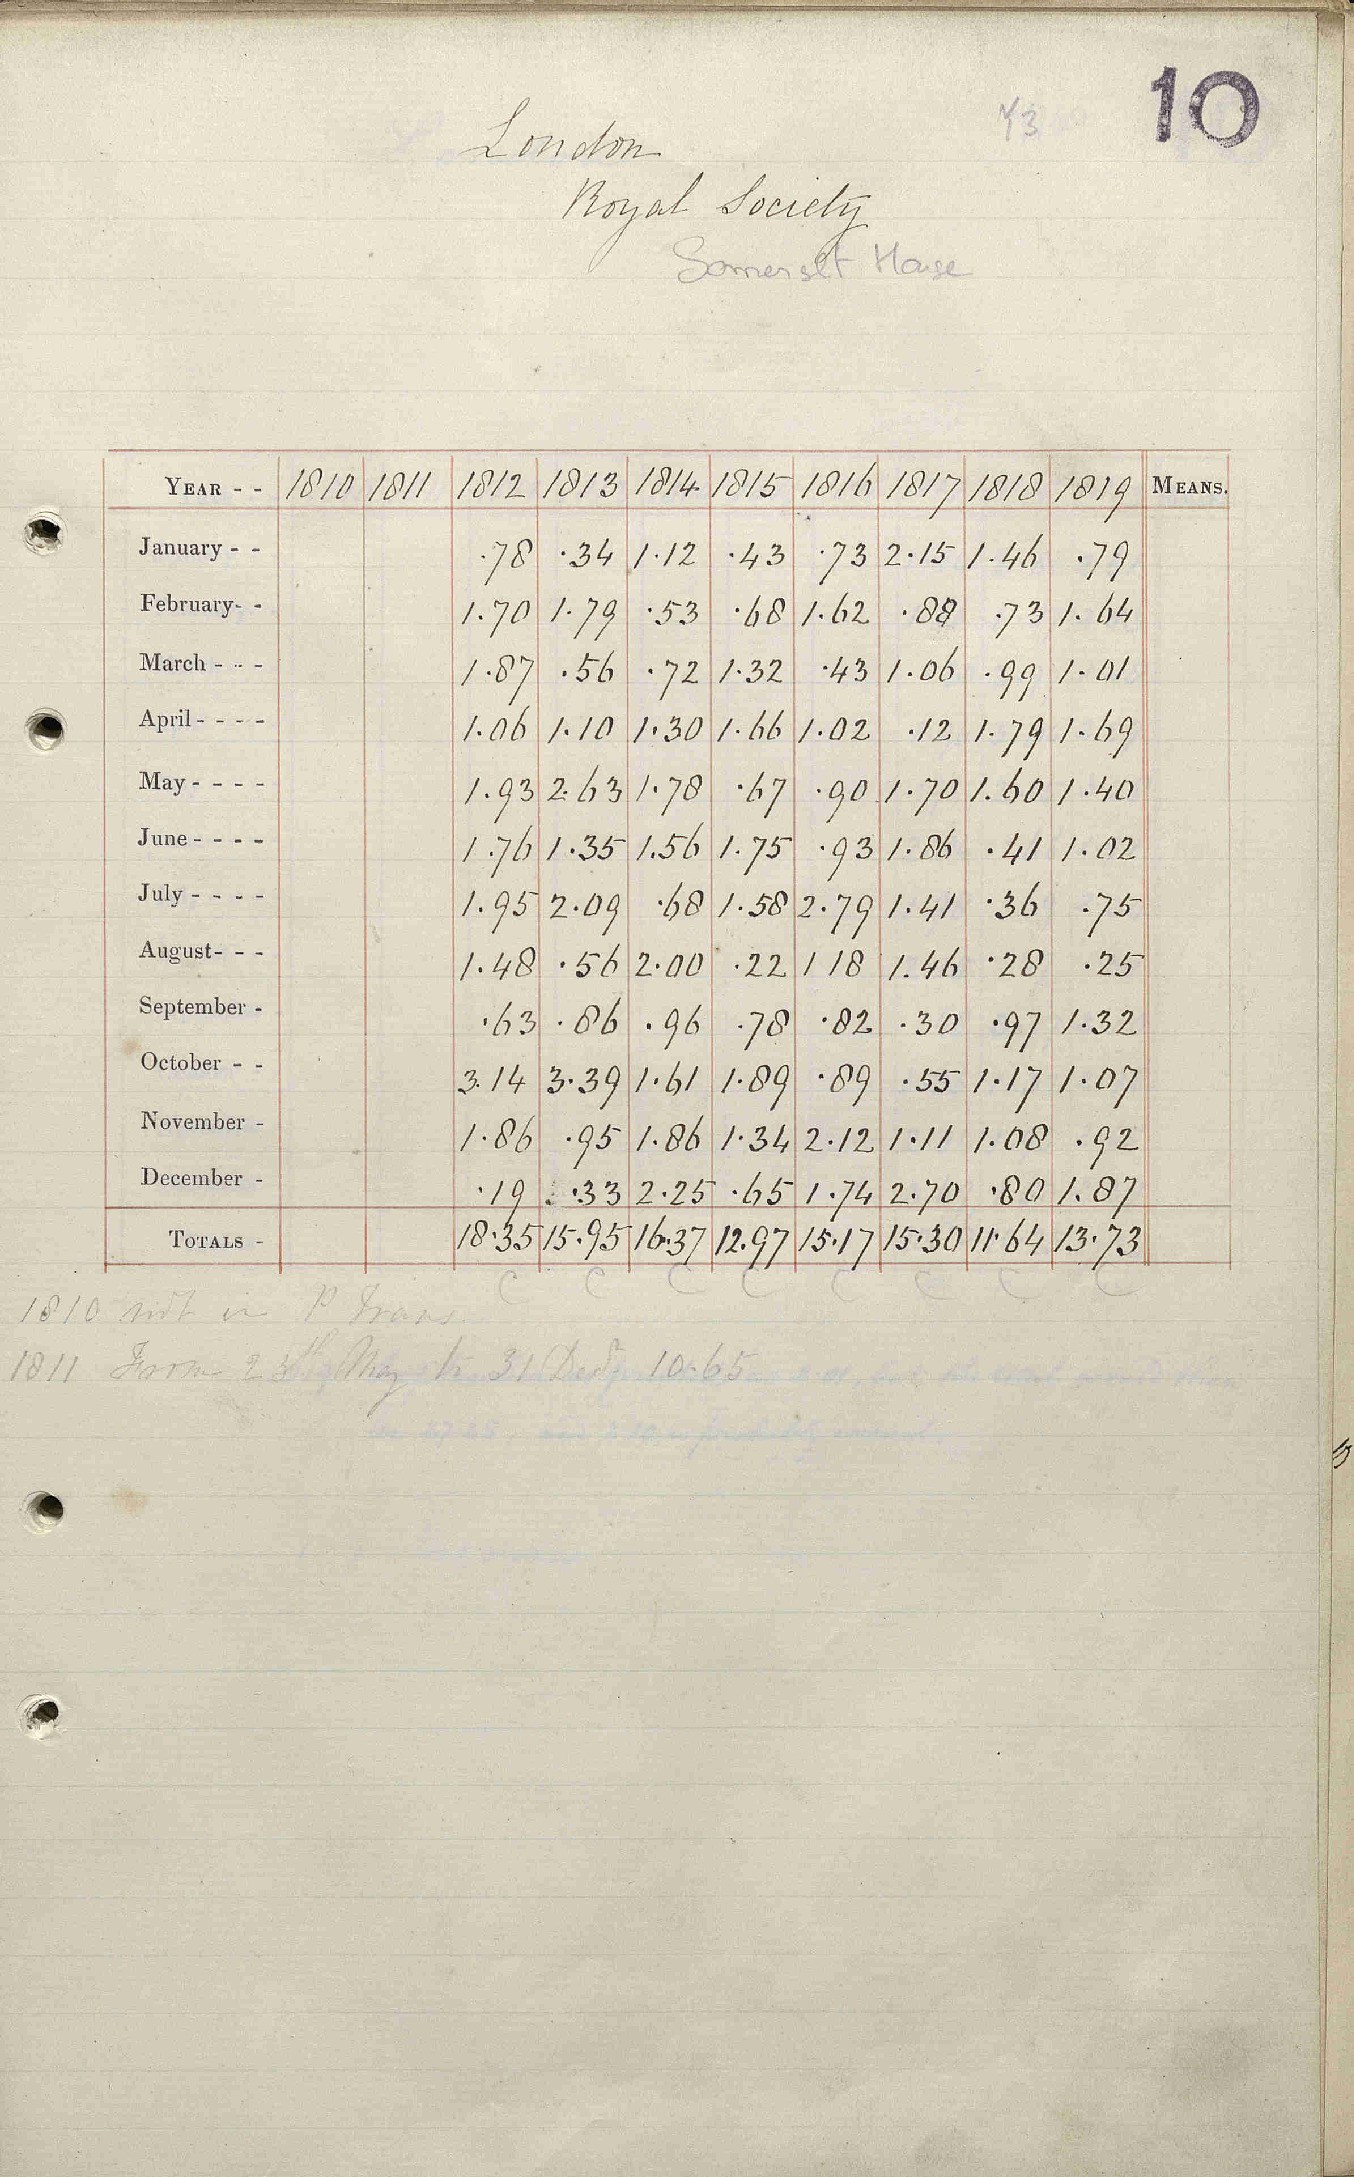 10
Y3
London
Royal Society
Somerset House
YEAR - - 1810 1811 1812 1813 1814 1815 1816 1817 1818 1819 MEANS.
January - - .78 .34 1.12 .43 .73 2.15 1.46 .79
February- - 1.70 1.79 .53 .68 1.62 .88 .73 1.64
March - - - 1.87 .56 .72 1.32 .43 1.06 .99 1.01
April - - - - 1.06 1.10 1.30 1.66 1.02 .12 1.79 1.69
May - - - - 1.93 2.63 1.78 .67 .90 1.70 1.60 1.40
June - - - - 1.76 1.35 1.56 1.75 .93 1.86 .41 1.02
July - - - - 1.95 2.09 .68 1.58 2.79 1.41 .36 .75
August- - - 1.48 .56 2.00 .22 1 18 1.46 .28 .25
September - .63 .86 .96 .78 .82 .30 .97 1.32
October - - 3.14 3.39 1.61 1.89 .89 .55 1.17 1.07
November - 1.86 .95 1.86 1.34 2.12 1.11 1.08 .92
December - .19 .33 2.25 .65 1.74 2.70 .80 1.87
TOTALS - 18.35 15.95 16.37 12.97 15.17 15.30 11.64 13.73
C C C C C C C C
1810 not in P Trans.
1811 From 25th May to 31 Decr 10.65